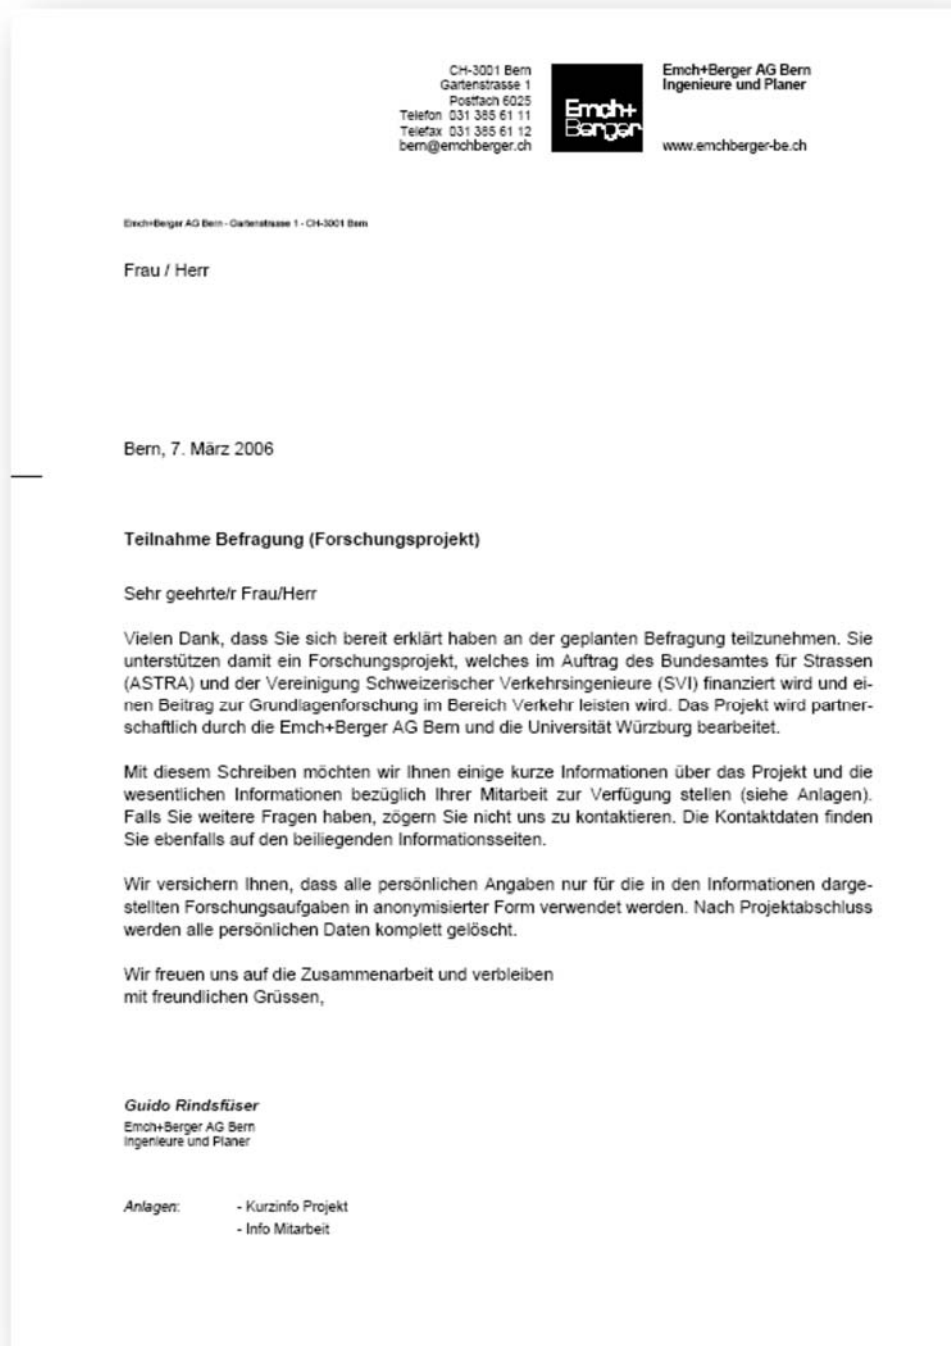 CH-3001 Bern
Gartenstrasse 1
Postfach 6025
Telefon 031 385 61 11
Telefax 031 385 61 12
bern@emchberger.ch
Emch+
Berger
Emch+Berger AG Bern
Ingenieure und Planer
www.emchberger-be.ch
Emch+Berger AG Bern - Gartenstrasse 1 - CH-3001 Bern
Frau / Herr
Bern, 7. März 2006
Teilnahme Befragung (Forschungsprojekt)
Sehr geehrte/r Frau/Herr
Vielen Dank, dass Sie sich bereit erklärt haben an der geplanten Befragung teilzunehmen. Sie
unterstützen damit ein Forschungsprojekt, welches im Auftrag des Bundesamtes für Strassen
(ASTRA) und der Vereinigung Schweizerischer Verkehrsingenieure (SVI) finanziert wird und ei-
nen Beitrag zur Grundlagenforschung im Bereich Verkehr leisten wird. Das Projekt wird partner-
schaftlich durch die Emch+Berger AG Bern und die Universität Würzburg bearbeitet.
Mit diesem Schreiben möchten wir Ihnen einige kurze Informationen über das Projekt und die
wesentlichen Informationen bezüglich Ihrer Mitarbeit zur Verfügung stellen (siehe Anlagen).
Falls Sie weitere Fragen haben, zögern Sie nicht uns zu kontaktieren. Die Kontaktdaten finden
Sie ebenfalls auf den beiliegenden Informationsseiten.
Wir versichern Ihnen, dass alle persönlichen Angaben nur für die in den Informationen darge-
stellten Forschungsaufgaben in anonymisierter Form verwendet werden. Nach Projektabschluss
werden alle persönlichen Daten komplett gelöscht.
Wir freuen uns auf die Zusammenarbeit und verbleiben
mit freundlichen Grüssen,
Guido Rindsfüser
Emch+Berger AG Bern
Ingenieure und Planer
Anlagen: - Kurzinfo Projekt
- Info Mitarbeit